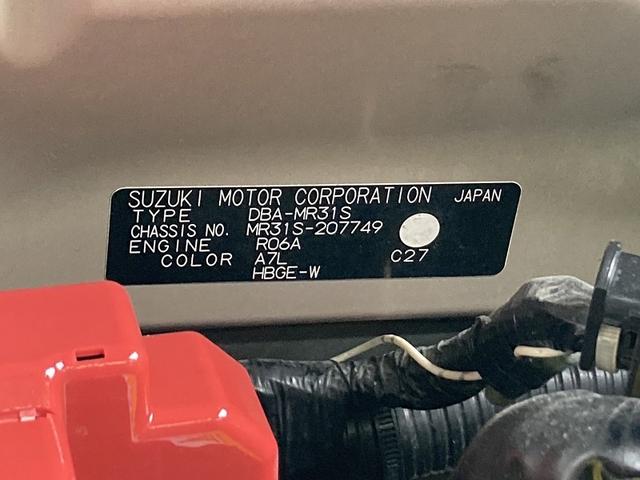 SUZUKI MOTOR CORPORATION JAPAN
TYPE DBA-MR31S
CHASSIS NO. MR31S-207749
ENGINE R06A
COLOR A7L C27
HBGE-W